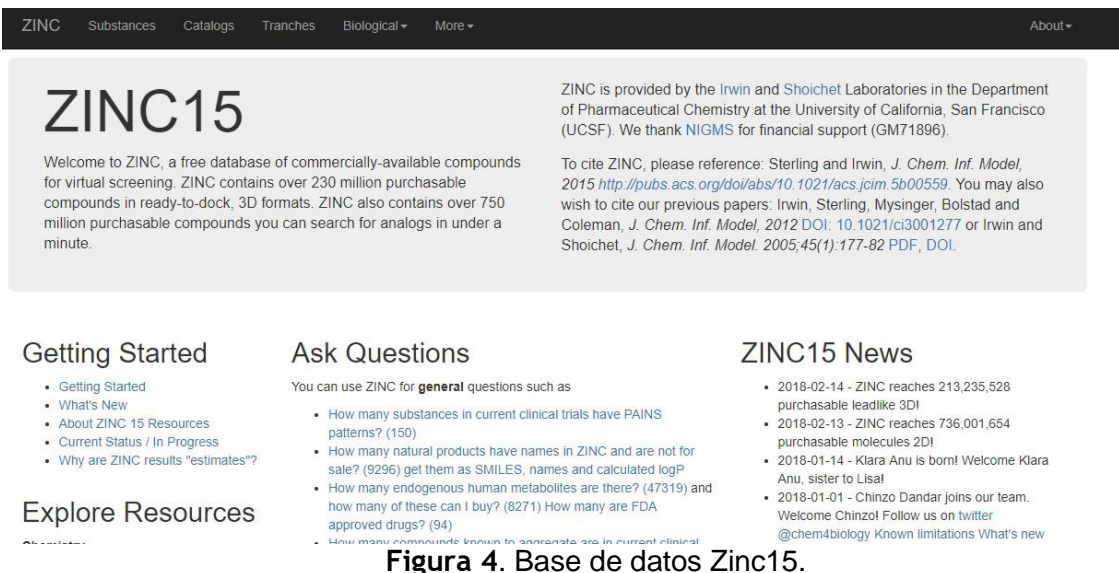 ZINC Substances Catalogs Tranches Biological More About
ZINC15
Welcome to ZINC, a free database of commercially-available compounds
for virtual screening. ZINC contains over 230 million purchasable
compounds in ready-to-dock, 3D formats. ZINC also contains over 750
million purchasable compounds you can search for analogs in under a
minute.
ZINC is provided by the Irwin and Shoichet Laboratories in the Department
of Pharmaceutical Chemistry at the University of California, San Francisco
(UCSF). We thank NIGMS for financial support (GM71896).
To cite ZINC, please reference: Sterling and Irwin, J. Chem. Inf. Model,
2015 http://pubs.acs.org/doi/abs/10.1021/acs.jcim.5b00559. You may also
wish to cite our previous papers: Irwin, Sterling, Mysinger, Bolstad and
Coleman, J. Chem. Inf. Model, 2012 DOI: 10.1021/ci3001277 or Irwin and
Shoichet, J. Chem. Inf. Model. 2005;45(1):177-82 PDF, DOI.
Getting Started
• Getting Started
• What's New
• About ZINC 15 Resources
• Current Status / In Progress
• Why are ZINC results "estimates"?
Explore Resources
Chemistry
Ask Questions
You can use ZINC for general questions such as
• How many substances in current clinical trials have PAINS
patterns? (150)
• How many natural products have names in ZINC and are not for
sale? (9296) get them as SMILES, names and calculated logP
• How many endogenous human metabolites are there? (47319) and
how many of these can I buy? (8271) How many are FDA
approved drugs? (94)
• How many compounds known to aggregate are in current clinical
ZINC15 News
• 2018-02-14 - ZINC reaches 213,235,528
purchasable leadlike 3D!
• 2018-02-13 - ZINC reaches 736,001,654
purchasable molecules 2D!
• 2018-01-14 - Klara Anu is born! Welcome Klara
Anu, sister to Lisa!
• 2018-01-01 - Chinzo Dandar joins our team.
Welcome Chinzo! Follow us on twitter
@chem4biology Known limitations What's new
Figura 4. Base de datos Zinc15.